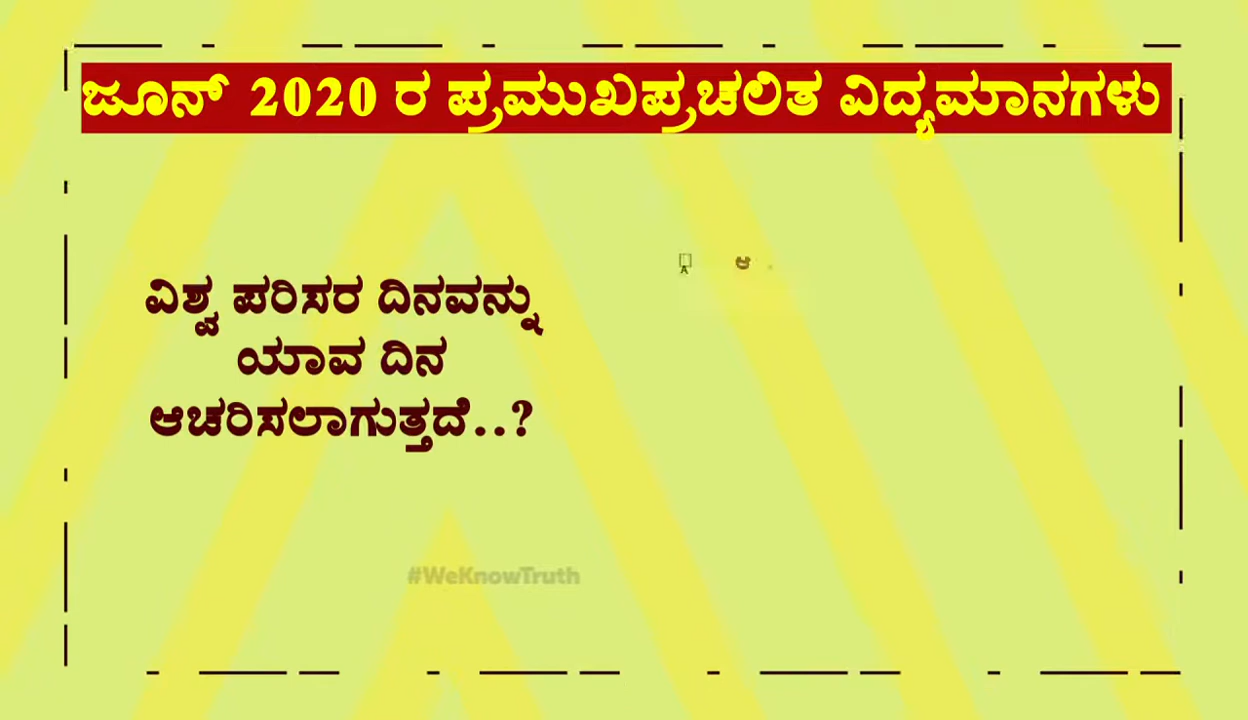 ಜೂನ್ 2020 ರ ಪ್ರಮುಖಪ್ರಚಲಿತ ವಿದ್ಯಮಾನಗಳು
ವಿಶ್ವ ಪರಿಸರ ದಿನವನ್ನು
ಯಾವ ದಿನ
ಆಚರಿಸಲಾಗುತ್ತದೆ..?
A ಆ
#WeKnowTruth